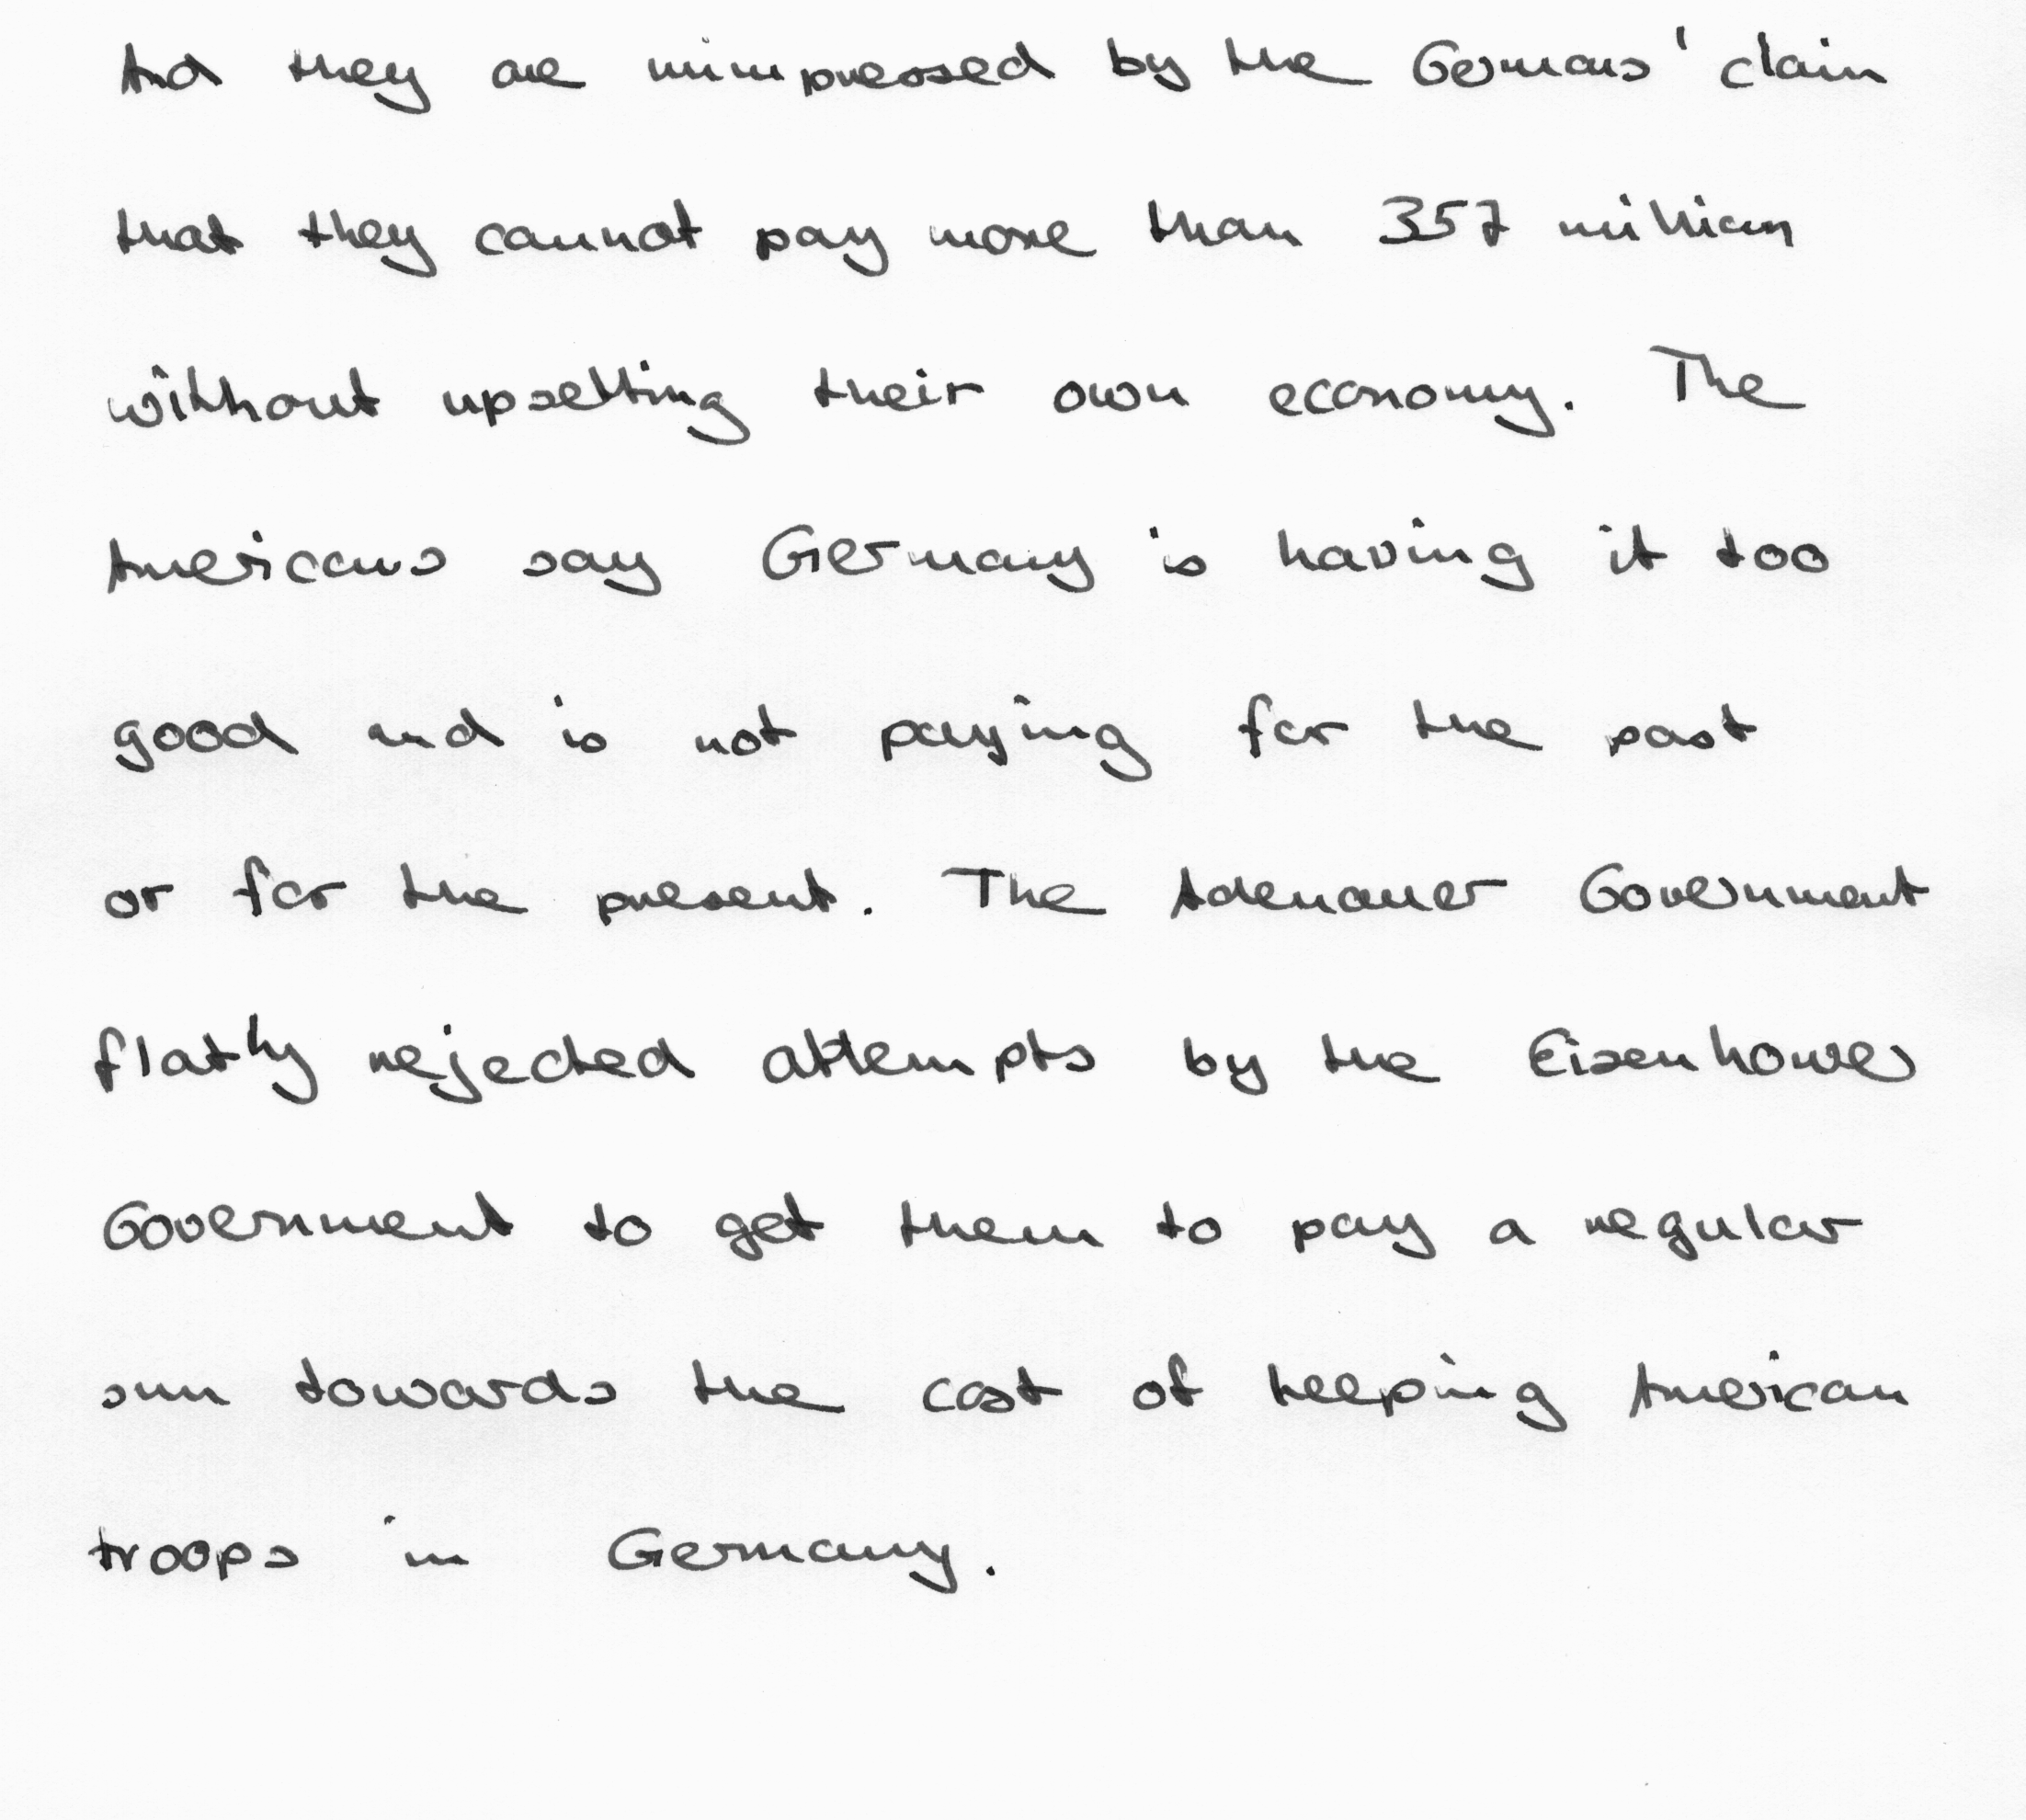 And they are unimpressed by the Germans' claim
that they cannot pay more than 357 million
without upsetting their own economy. The
Americans say Germany is having it too
good and is not paying for the past
or for the present. The Adenauer Government
flatly rejected attempts by the Eisenhower
Government to get them to pay a regular
sum towards the cost of keeping American
troops in Germany.